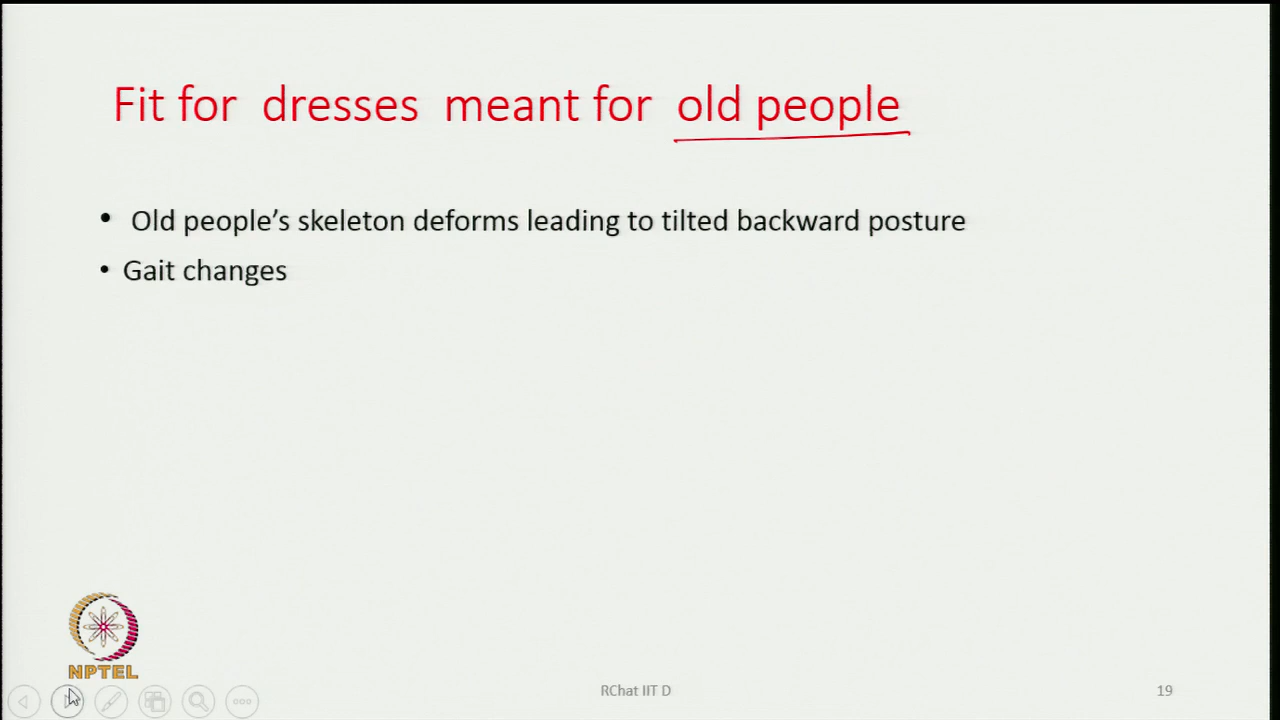 Fit for dresses meant for old people
• Old people's skeleton deforms leading to tilted backward posture
• Gait changes
NPTEL
RChat IIT D
19